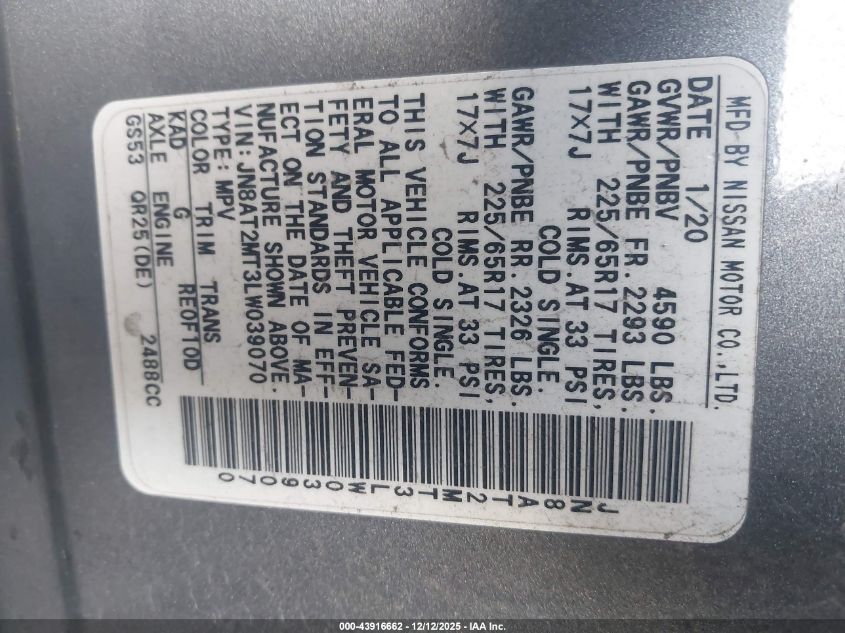 MFD BY NISSAN MOTOR CO.,LTD.
DATE 1/20
GVWR/PNBV 4590 LBS.
GAWR/PNBE FR. 2293 LBS.
WITH 225/65R17 TIRES,
17X7J RIMS.AT 33 PSI
COLD SINGLE.
GAWR/PNBE RR. 2326 LBS.
WITH 225/65R17 TIRES,
17X7J RIMS.AT 33 PSI
COLD SINGLE.
THIS VEHICLE CONFORMS
TO ALL APPLICABLE FED-
ERAL MOTOR VEHICLE SA-
FETY AND THEFT PREVEN-
TION STANDARDS IN EFF-
ECT ON THE DATE OF MA-
NUFACTURE SHOWN ABOVE.
VIN:JN8AT2MT3LW039070
TYPE:MPV
COLOR TRIM TRANS
KAD G RE0F10D
AXLE ENGINE
GS53 QR25(DE) 2488CC
JN8AT2MT3LW039070
000-43916662 - 12/12/2025 - IAA Inc.